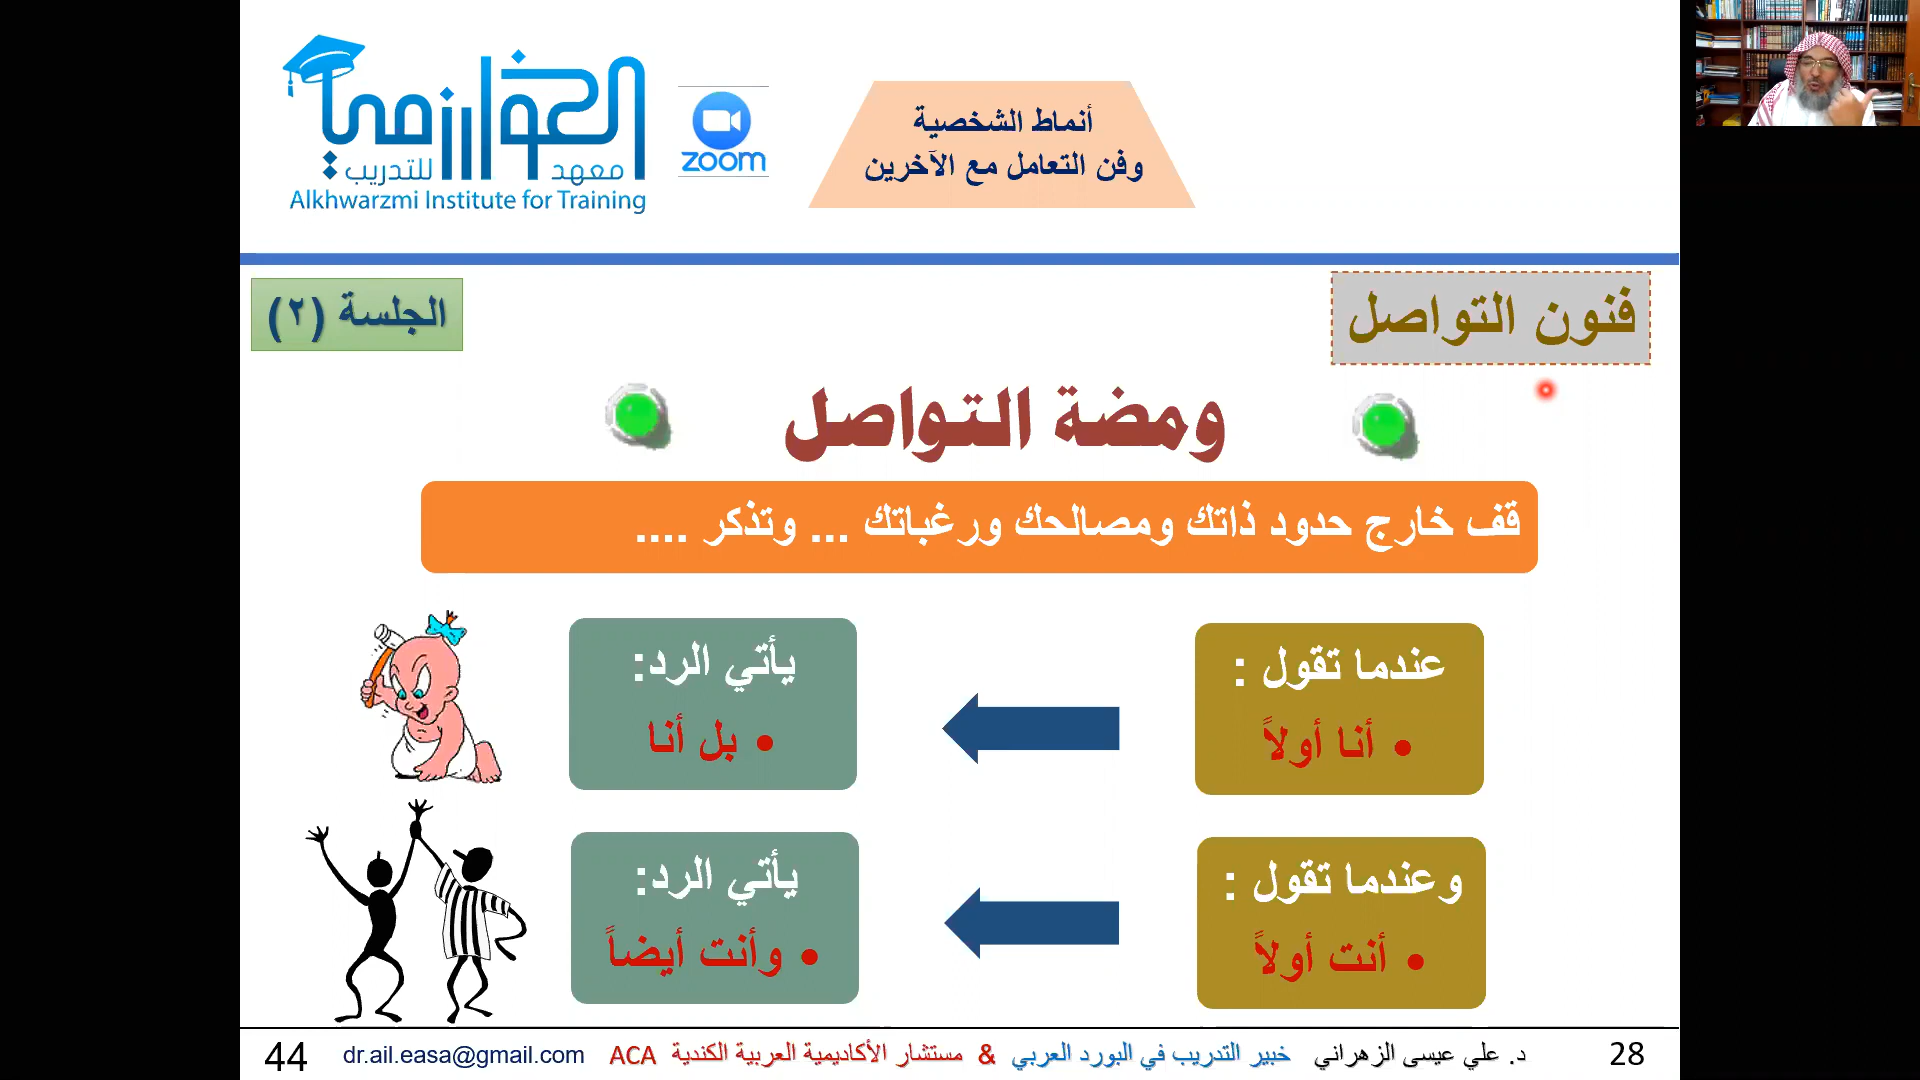 الخوارزمي
معهد للتدريب
Alkhwarzmi Institute for Training
zoom
أنماط الشخصية
وفن التعامل مع الآخرين
فنون التواصل
الجلسة (٢)
ومضة التواصل
قف خارج حدود ذاتك ومصالحك ورغباتك ... وتذكر ....
عندما تقول :
• أنا أولاً
يأتي الرد:
• بل أنا
وعندما تقول :
• أنت أولاً
يأتي الرد:
• وأنت أيضاً
28
د. علي عيسى الزهراني خبير التدريب في البورد العربي & مستشار الأكاديمية العربية الكندية ACA
dr.ail.easa@gmail.com
44